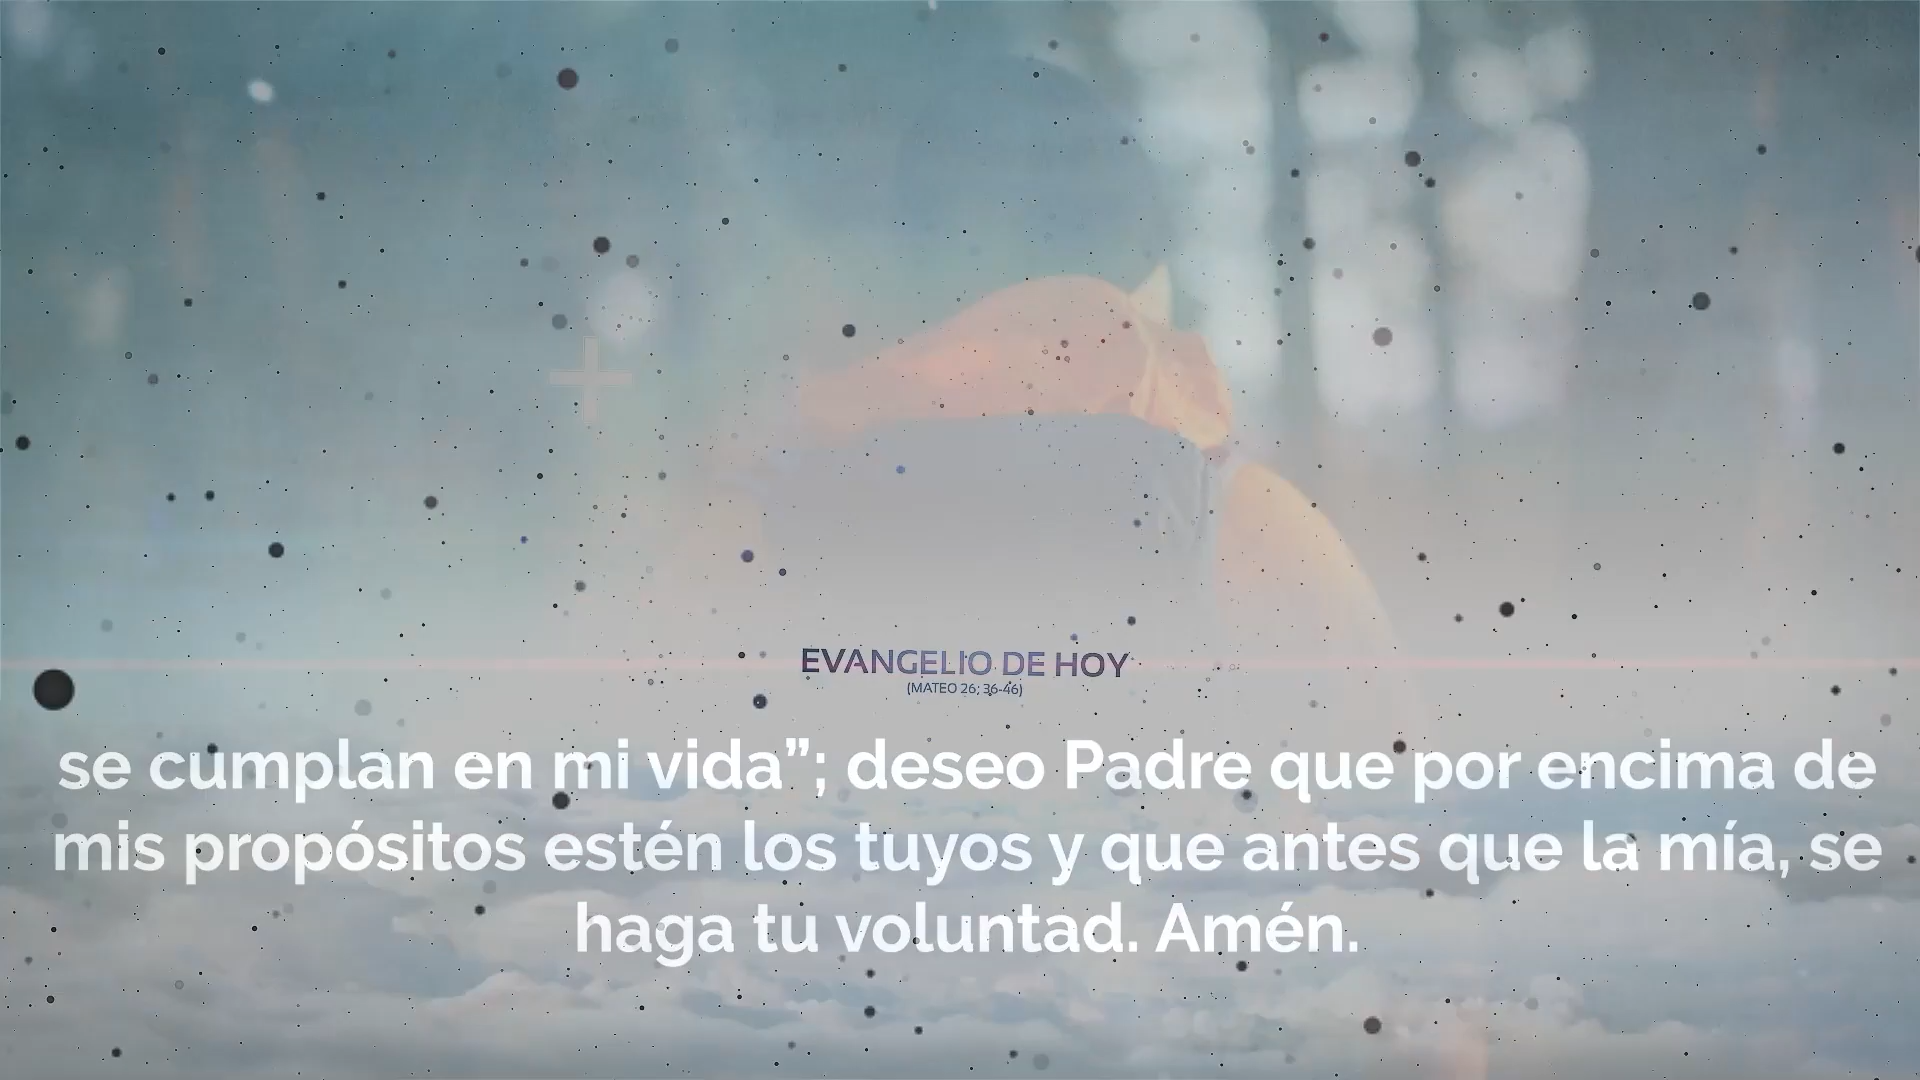 EVANGELIO DE HOY
(MATEO 26; 36-46)
se cumplan en mi vida”; deseo Padre que por encima de
mis propósitos estén los tuyos y que antes que la mía, se
haga tu voluntad. Amén.